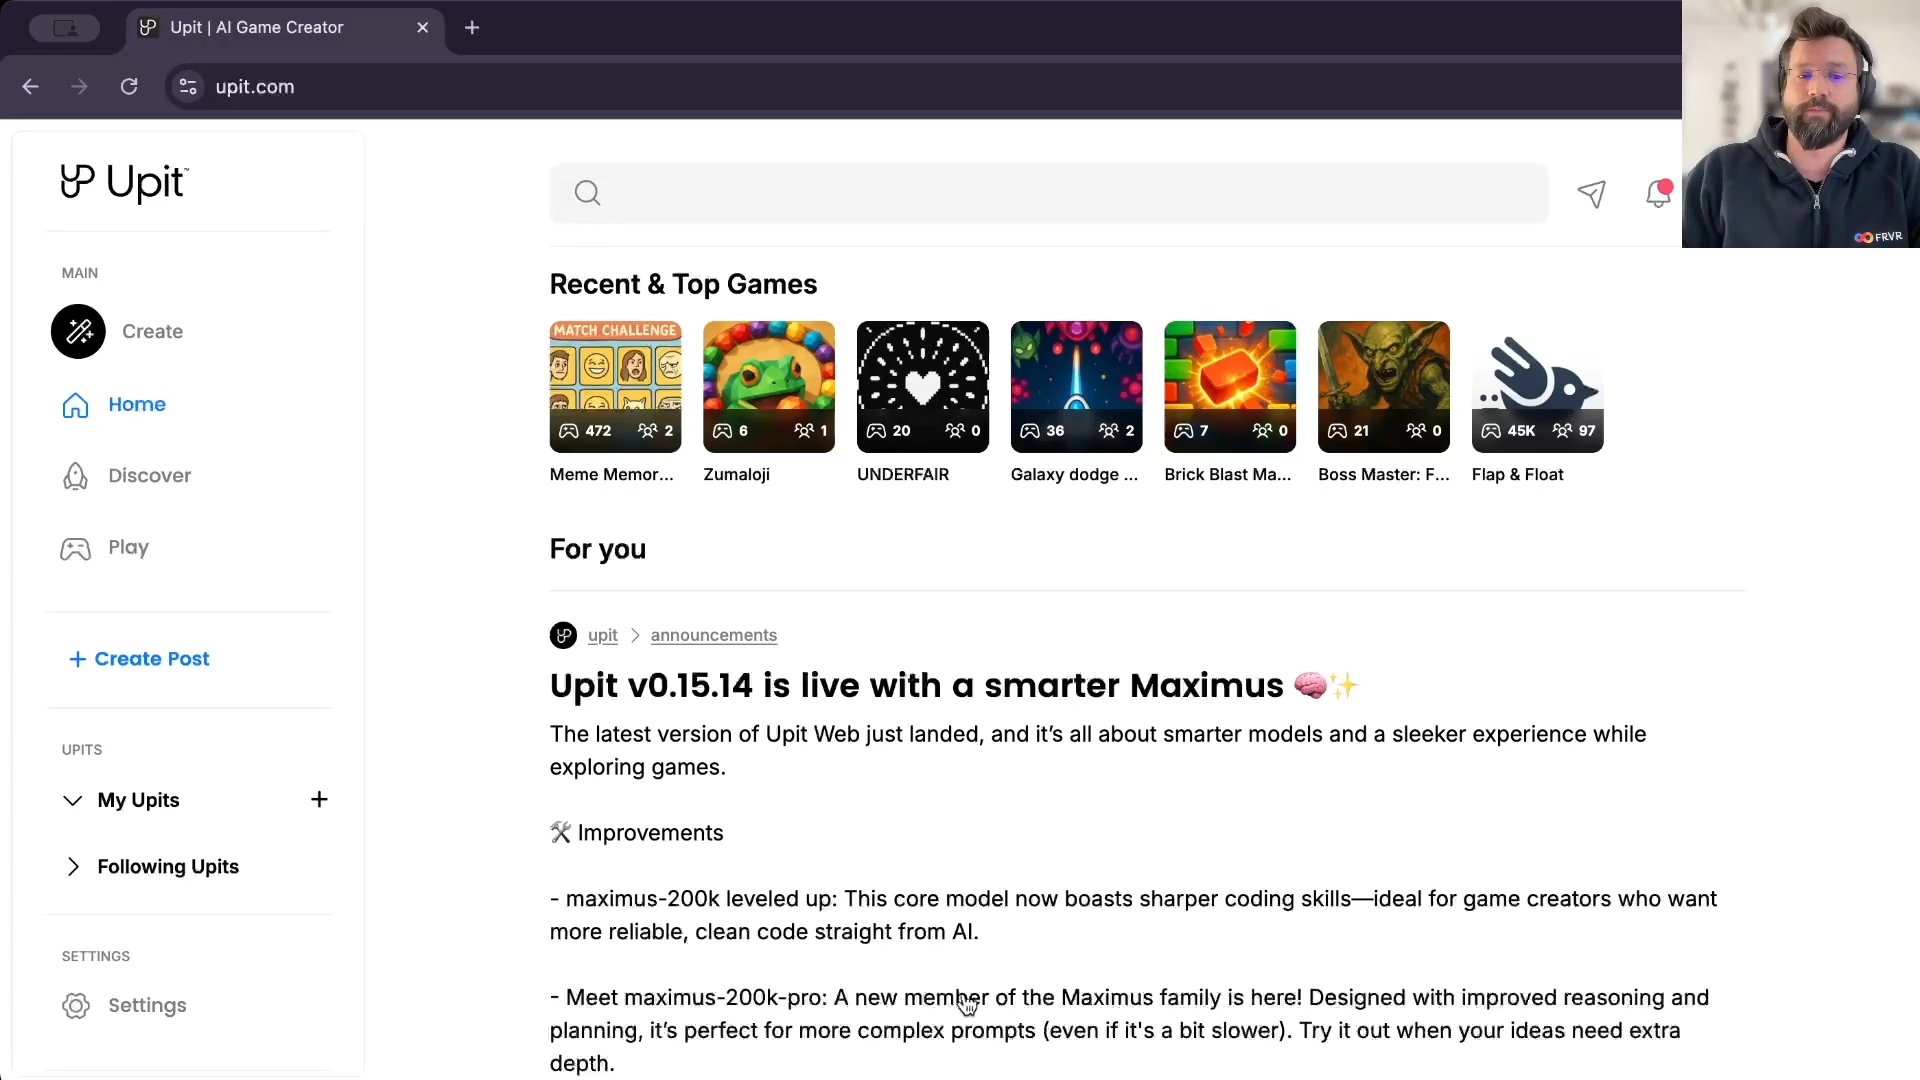 Upit | AI Game Creator
upit.com
UP Upit™
MAIN
Create
Home
Discover
Play
+ Create Post
UPITS
My Upits
Following Upits
SETTINGS
Settings
FRVR
Recent & Top Games
MATCH CHALLENGE
472 2
6 1
20 0
36 2
7 0
21 0
45K 97
Meme Memor...
Zumaloji
UNDERFAIR
Galaxy dodge ...
Brick Blast Ma...
Boss Master: F...
Flap & Float
For you
upit > announcements
Upit v0.15.14 is live with a smarter Maximus 🧠✨
The latest version of Upit Web just landed, and it’s all about smarter models and a sleeker experience while
exploring games.
🛠 Improvements
- maximus-200k leveled up: This core model now boasts sharper coding skills—ideal for game creators who want
more reliable, clean code straight from AI.
- Meet maximus-200k-pro: A new member of the Maximus family is here! Designed with improved reasoning and
planning, it’s perfect for more complex prompts (even if it's a bit slower). Try it out when your ideas need extra
depth.